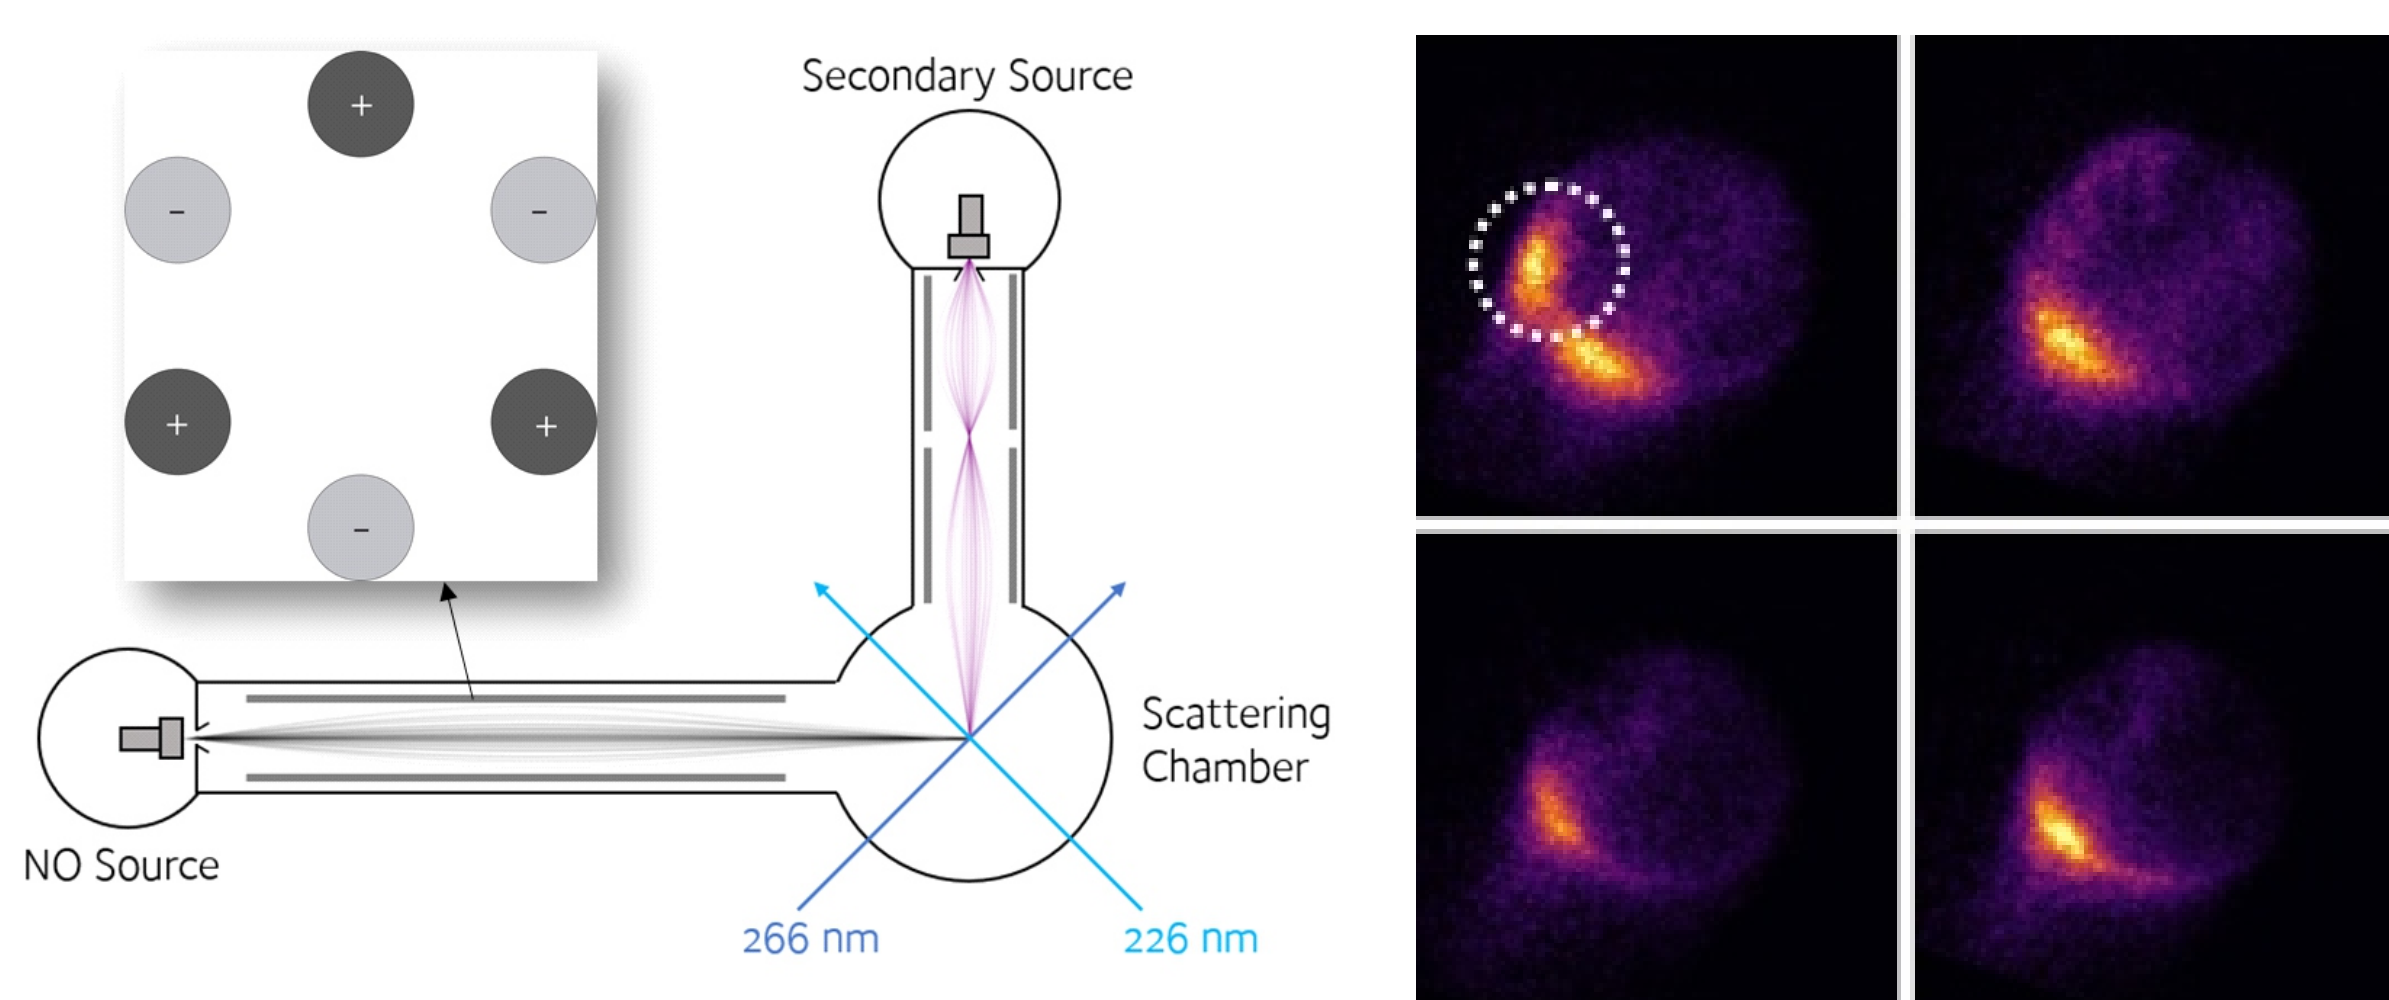 +
-
-
+
+
-
Secondary Source
NO Source
Scattering
Chamber
266 nm
226 nm